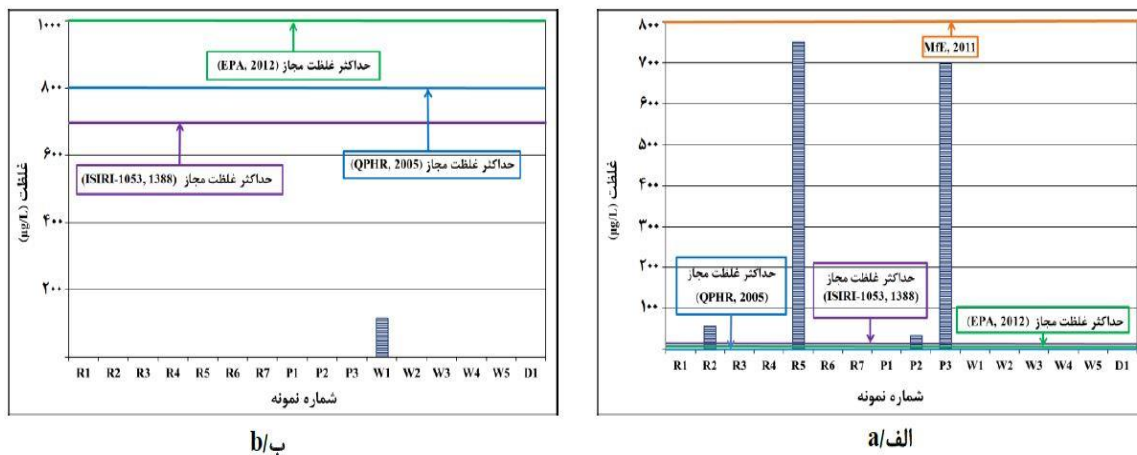 ۸۰۰
۷۰۰
۶۰۰
۵۰۰
۴۰۰
۳۰۰
۲۰۰
۱۰۰
غلظت (µg/L)
MfE, 2011
حداکثر غلظت مجاز
(QPHR, 2005)
حداکثر غلظت مجاز
(ISIRI-1053, 1388)
حداکثر غلظت مجاز (EPA, 2012)
R1 R2 R3 R4 R5 R6 R7 P1 P2 P3 W1 W2 W3 W4 W5 D1
شماره نمونه
الف/a
۱۰۰۰
۸۰۰
۶۰۰
۴۰۰
۲۰۰
غلظت (µg/L)
حداکثر غلظت مجاز (EPA, 2012)
حداکثر غلظت مجاز (QPHR, 2005)
حداکثر غلظت مجاز (ISIRI-1053, 1388)
R1 R2 R3 R4 R5 R6 R7 P1 P2 P3 W1 W2 W3 W4 W5 D1
شماره نمونه
ب/b